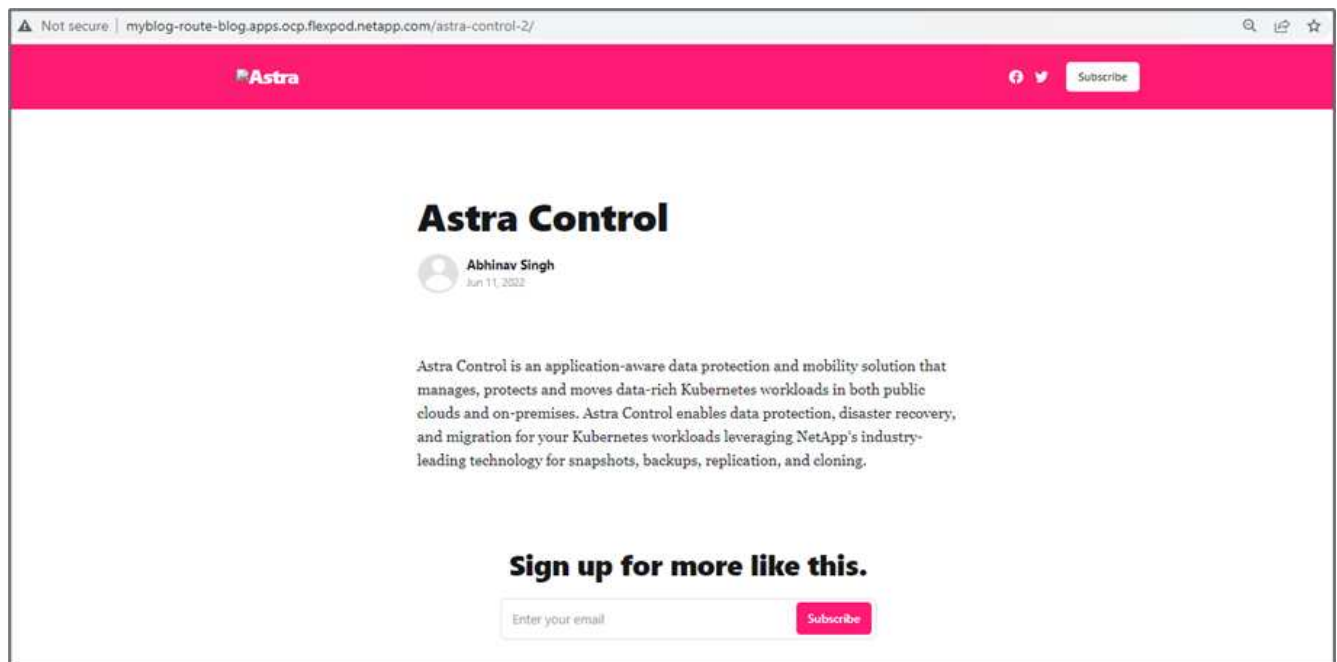 Not secure | myblog-route-blog.apps.ocp.flexpod.netapp.com/astra-control-2/
Astra
Subscribe
Astra Control
Abhinav Singh
Jun 11, 2022
Astra Control is an application-aware data protection and mobility solution that
manages, protects and moves data-rich Kubernetes workloads in both public
clouds and on-premises. Astra Control enables data protection, disaster recovery,
and migration for your Kubernetes workloads leveraging NetApp's industry-
leading technology for snapshots, backups, replication, and cloning.
Sign up for more like this.
Enter your email
Subscribe